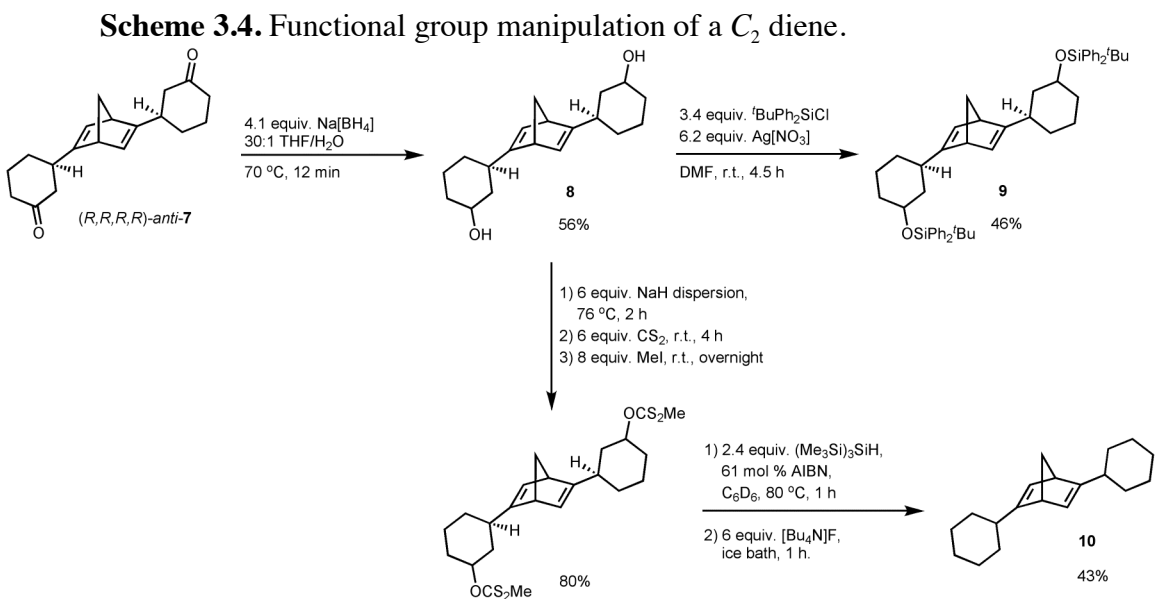 Scheme 3.4. Functional group manipulation of a C2 diene.
O
H
H
O
(R,R,R,R)-anti-7
4.1 equiv. Na[BH4]
30:1 THF/H2O
70 ºC, 12 min
OH
H
H
OH
8
56%
3.4 equiv. tBuPh2SiCl
6.2 equiv. Ag[NO3]
DMF, r.t., 4.5 h
OSiPh2tBu
H
H
OSiPh2tBu
9
46%
1) 6 equiv. NaH dispersion,
76 ºC, 2 h
2) 6 equiv. CS2, r.t., 4 h
3) 8 equiv. MeI, r.t., overnight
OCS2Me
H
H
OCS2Me
80%
1) 2.4 equiv. (Me3Si)3SiH,
61 mol % AIBN,
C6D6, 80 ºC, 1 h
2) 6 equiv. [Bu4N]F,
ice bath, 1 h.
10
43%